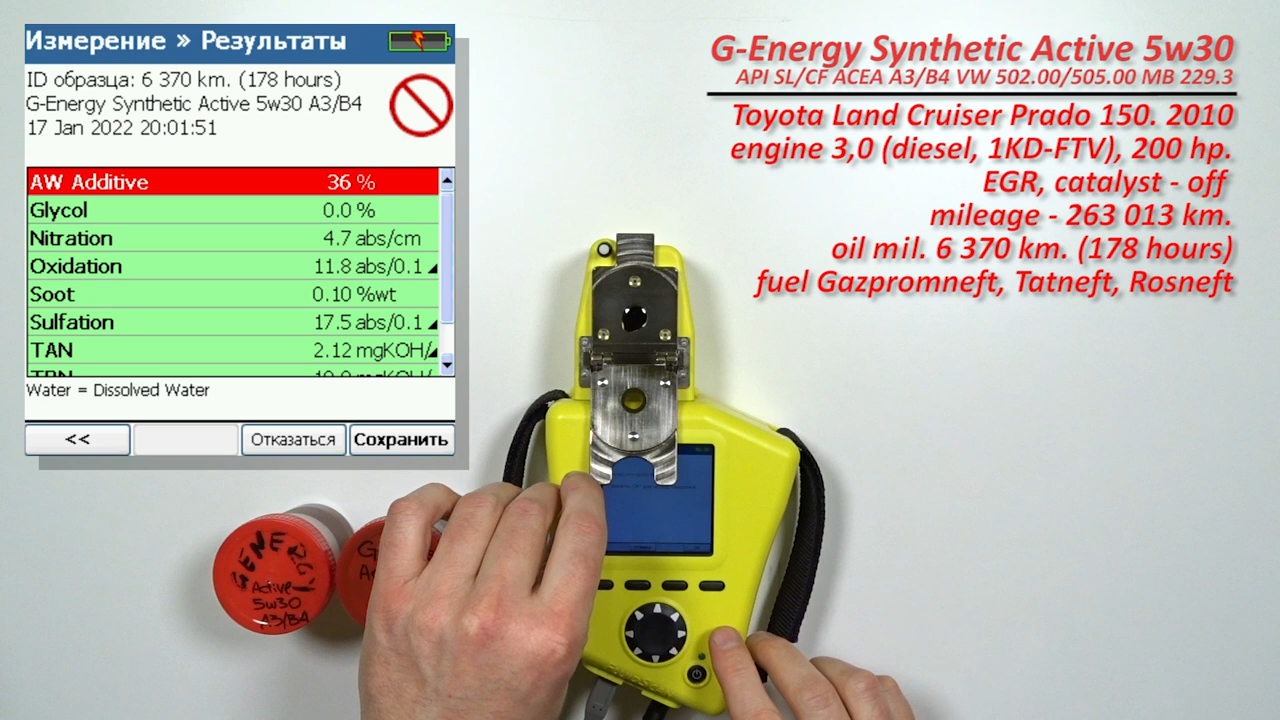 Измерение » Результаты
ID образца: 6 370 km. (178 hours)
G-Energy Synthetic Active 5w30 A3/B4
17 Jan 2022 20:01:51
AW Additive 36 %
Glycol 0.0 %
Nitration 4.7 abs/cm
Oxidation 11.8 abs/0.1
Soot 0.10 %wt
Sulfation 17.5 abs/0.1
TAN 2.12 mgKOH/
Water = Dissolved Water
<<
Отказаться
Сохранить
G-Energy Synthetic Active 5w30
API SL/CF ACEA A3/B4 VW 502.00/505.00 MB 229.3
Toyota Land Cruiser Prado 150. 2010
engine 3,0 (diesel, 1KD-FTV), 200 hp.
EGR, catalyst - off
mileage - 263 013 km.
oil mil. 6 370 km. (178 hours)
fuel Gazpromneft, Tatneft, Rosneft
GENERGY
Active
5w30
A3/B4